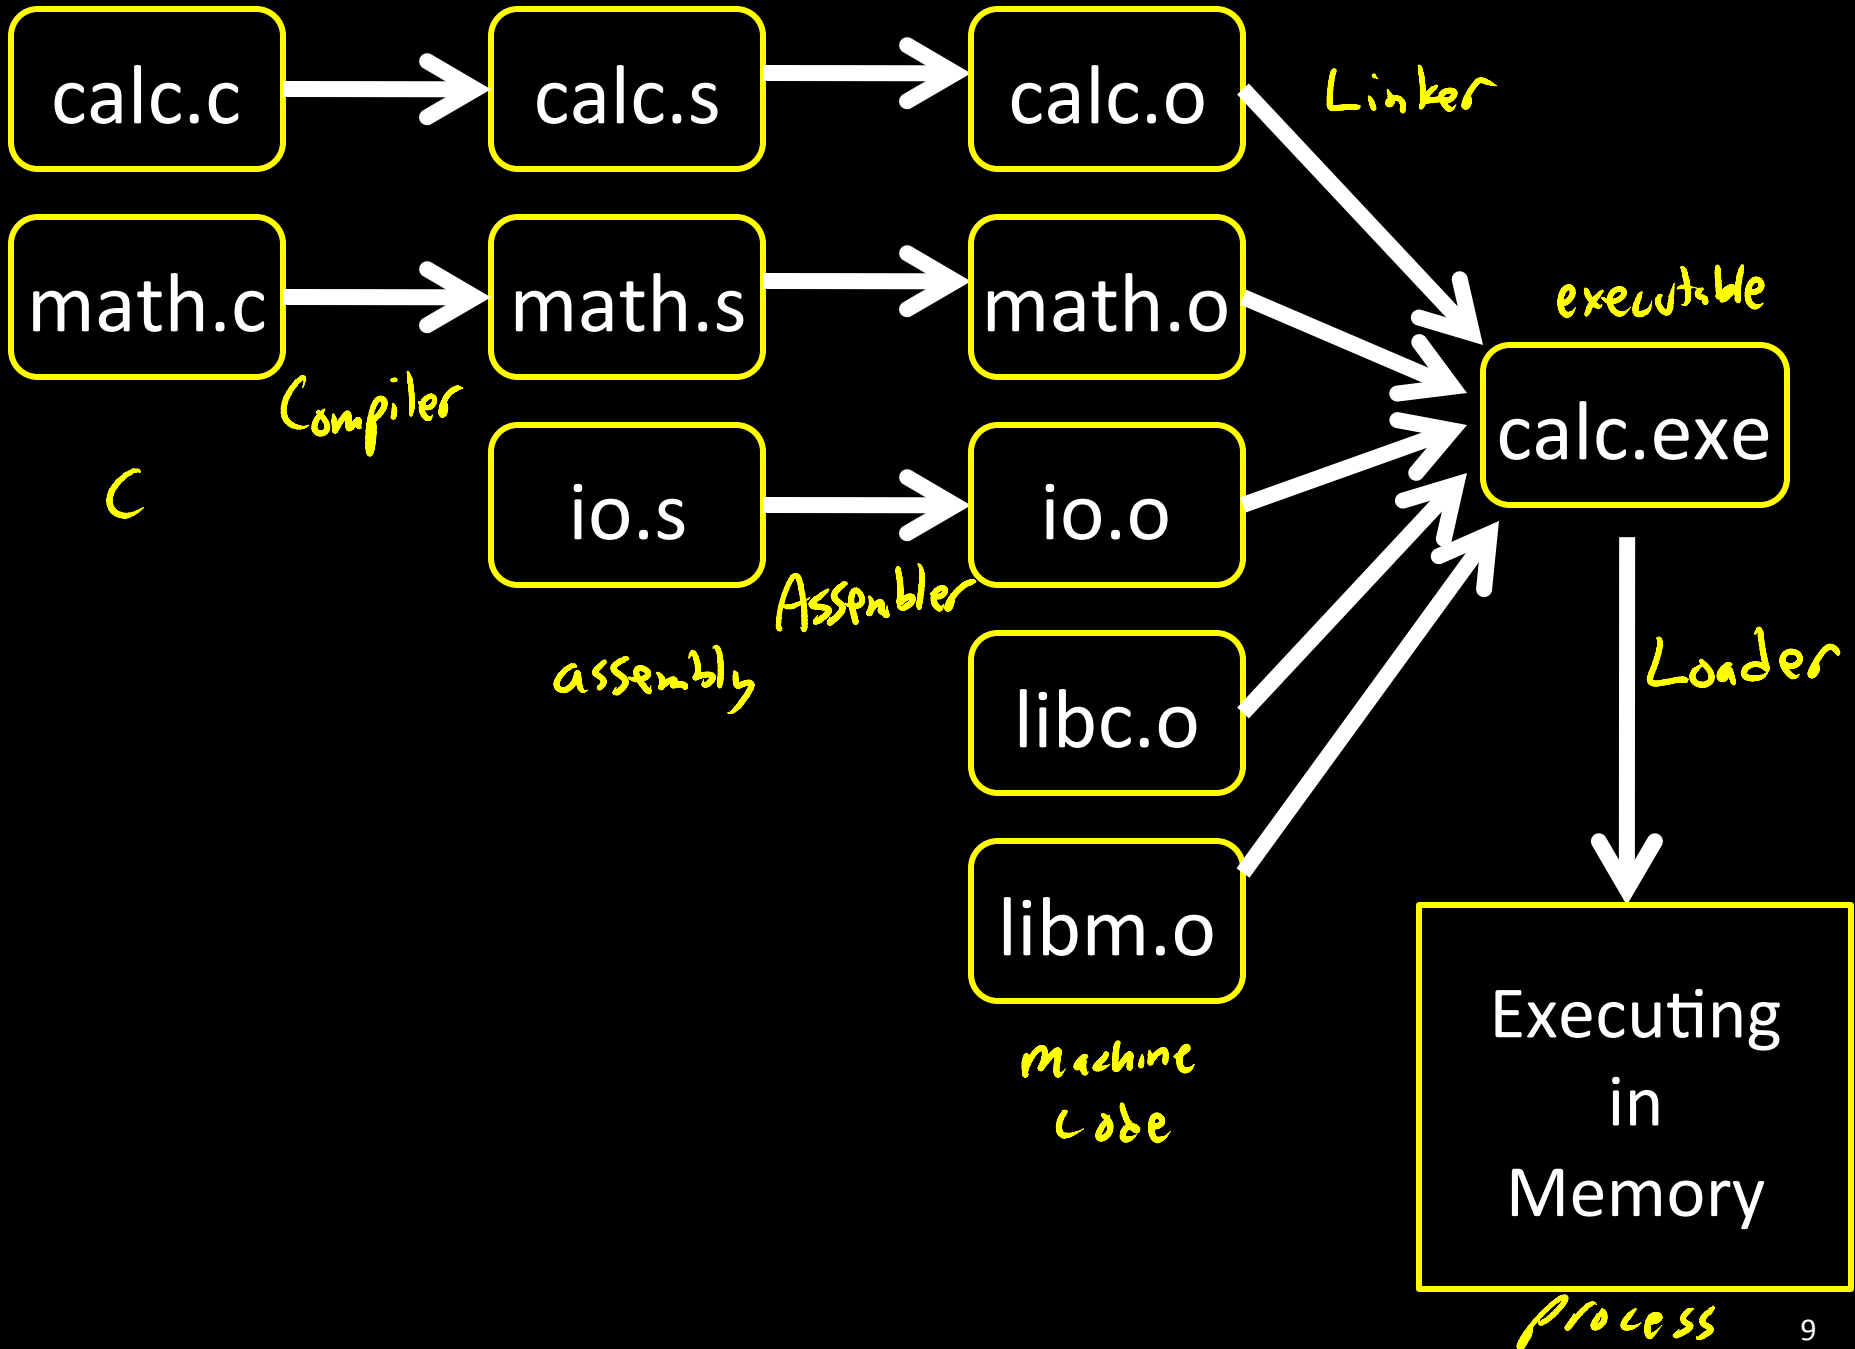 calc.c
calc.s
calc.o
Linker
math.c
math.s
math.o
executable
Compiler
calc.exe
C
io.s
io.o
Assembler
assembly
Loader
libc.o
libm.o
machine
code
Executing
in
Memory
process
9